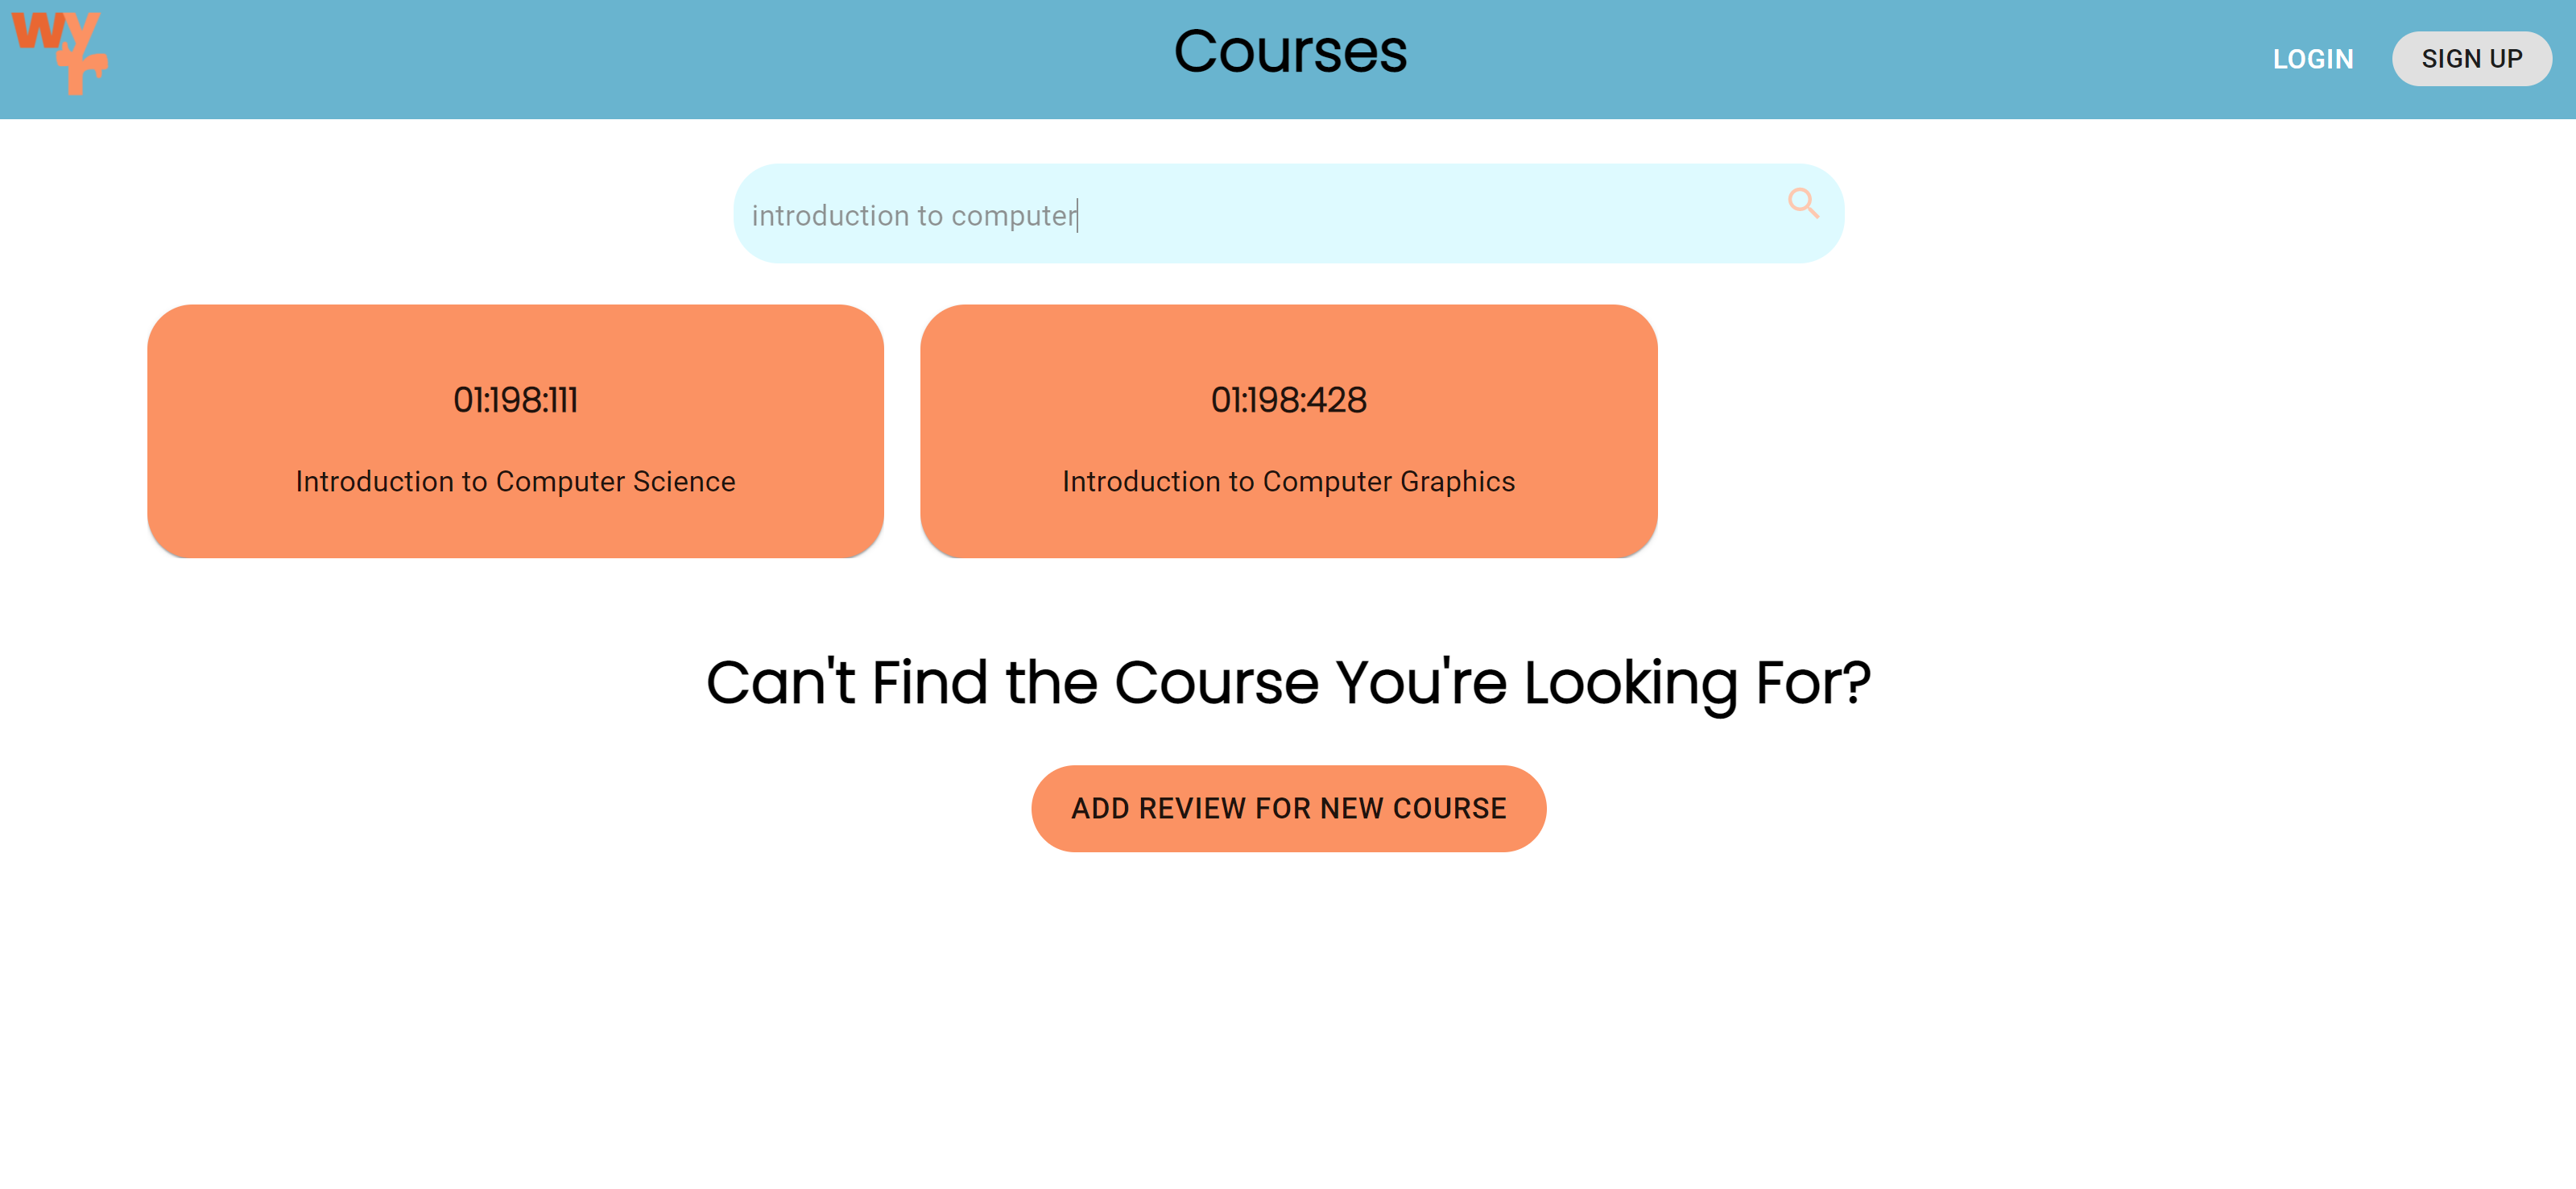 wy
r
Courses
LOGIN
SIGN UP
introduction to computer
01:198:111
01:198:428
Introduction to Computer Science
Introduction to Computer Graphics
Can't Find the Course You're Looking For?
ADD REVIEW FOR NEW COURSE